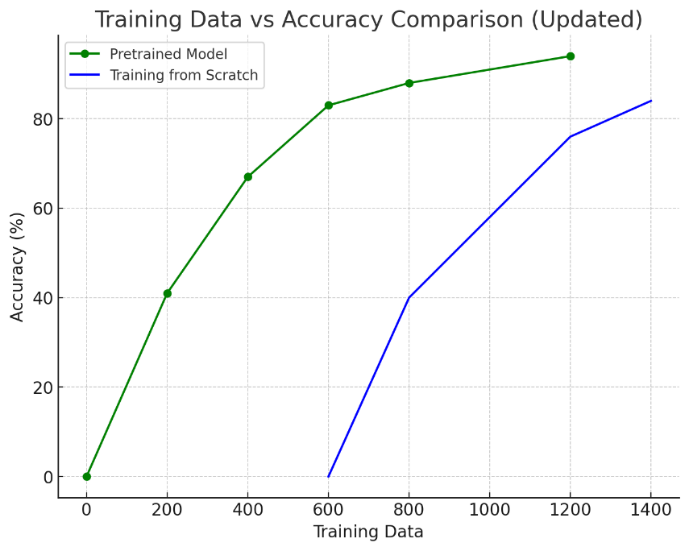 Training Data vs Accuracy Comparison (Updated)
Pretrained Model
Training from Scratch
Accuracy (%)
80
60
40
20
0
0 200 400 600 800 1000 1200 1400
Training Data